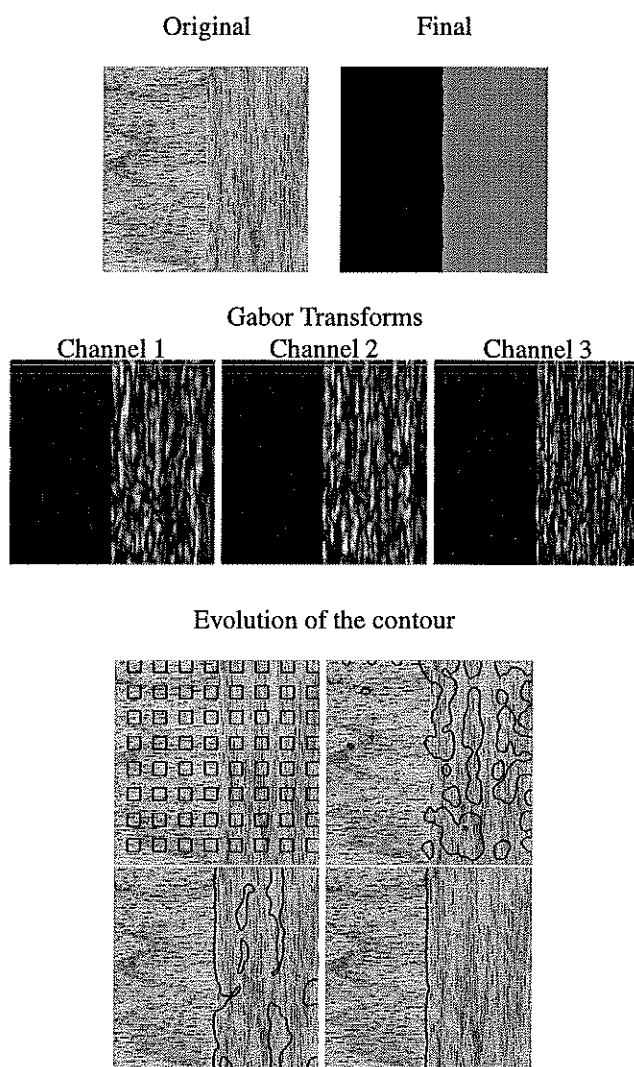 Original Final
Gabor Transforms
Channel 1 Channel 2 Channel 3
Evolution of the contour